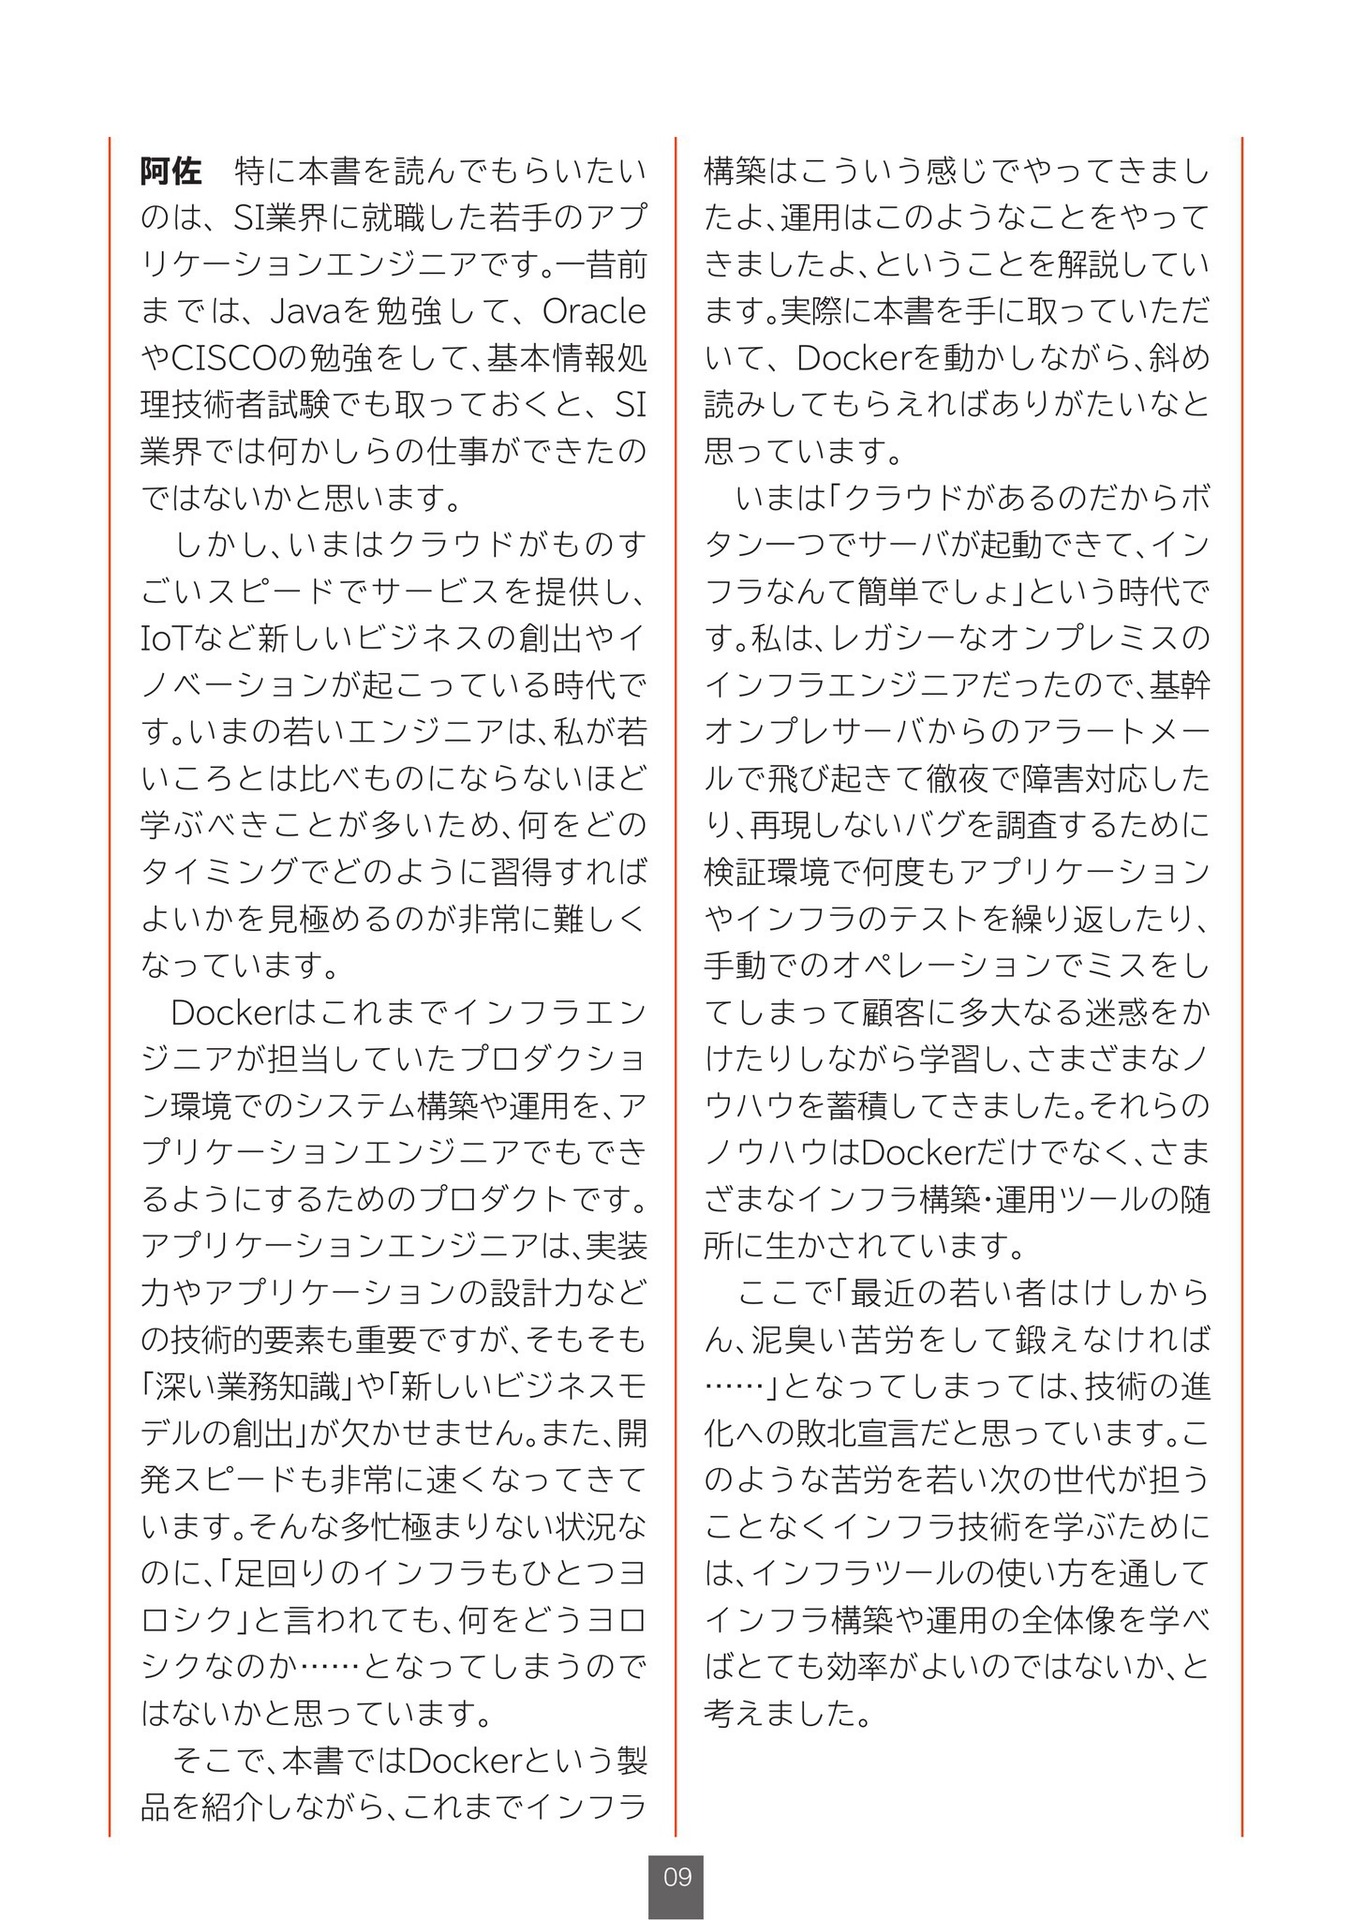 阿佐　特に本書を読んでもらいたい
のは、SI業界に就職した若手のアプ
リケーションエンジニアです。一昔前
までは、Javaを勉強して、Oracle
やCISCOの勉強をして、基本情報処
理技術者試験でも取っておくと、SI
業界では何かしらの仕事ができたの
ではないかと思います。
　しかし、いまはクラウドがものす
ごいスピードでサービスを提供し、
IoTなど新しいビジネスの創出やイ
ノベーションが起こっている時代で
す。いまの若いエンジニアは、私が若
いころとは比べものにならないほど
学ぶべきことが多いため、何をどの
タイミングでどのように習得すれば
よいかを見極めるのが非常に難しく
なっています。
　Dockerはこれまでインフラエン
ジニアが担当していたプロダクショ
ン環境でのシステム構築や運用を、ア
プリケーションエンジニアでもでき
るようにするためのプロダクトです。
アプリケーションエンジニアは、実装
力やアプリケーションの設計力など
の技術的要素も重要ですが、そもそも
「深い業務知識」や「新しいビジネスモ
デルの創出」が欠かせません。また、開
発スピードも非常に速くなってきて
います。そんな多忙極まりない状況な
のに、「足回りのインフラもひとつヨ
ロシク」と言われても、何をどうヨロ
シクなのか……となってしまうので
はないかと思っています。
　そこで、本書ではDockerという製
品を紹介しながら、これまでインフラ
構築はこういう感じでやってきまし
たよ、運用はこのようなことをやって
きましたよ、ということを解説してい
ます。実際に本書を手に取っていただ
いて、Dockerを動かしながら、斜め
読みしてもらえればありがたいなと
思っています。
　いまは「クラウドがあるのだからボ
タン一つでサーバが起動できて、イン
フラなんて簡単でしょ」という時代で
す。私は、レガシーなオンプレミスの
インフラエンジニアだったので、基幹
オンプレサーバからのアラートメー
ルで飛び起きて徹夜で障害対応した
り、再現しないバグを調査するために
検証環境で何度もアプリケーション
やインフラのテストを繰り返したり、
手動でのオペレーションでミスをし
てしまって顧客に多大なる迷惑をか
けたりしながら学習し、さまざまなノ
ウハウを蓄積してきました。それらの
ノウハウはDockerだけでなく、さま
ざまなインフラ構築・運用ツールの随
所に生かされています。
　ここで「最近の若い者はけしから
ん、泥臭い苦労をして鍛えなければ
……」となってしまっては、技術の進
化への敗北宣言だと思っています。こ
のような苦労を若い次の世代が担う
ことなくインフラ技術を学ぶために
は、インフラツールの使い方を通して
インフラ構築や運用の全体像を学べ
ばとても効率がよいのではないか、と
考えました。
09